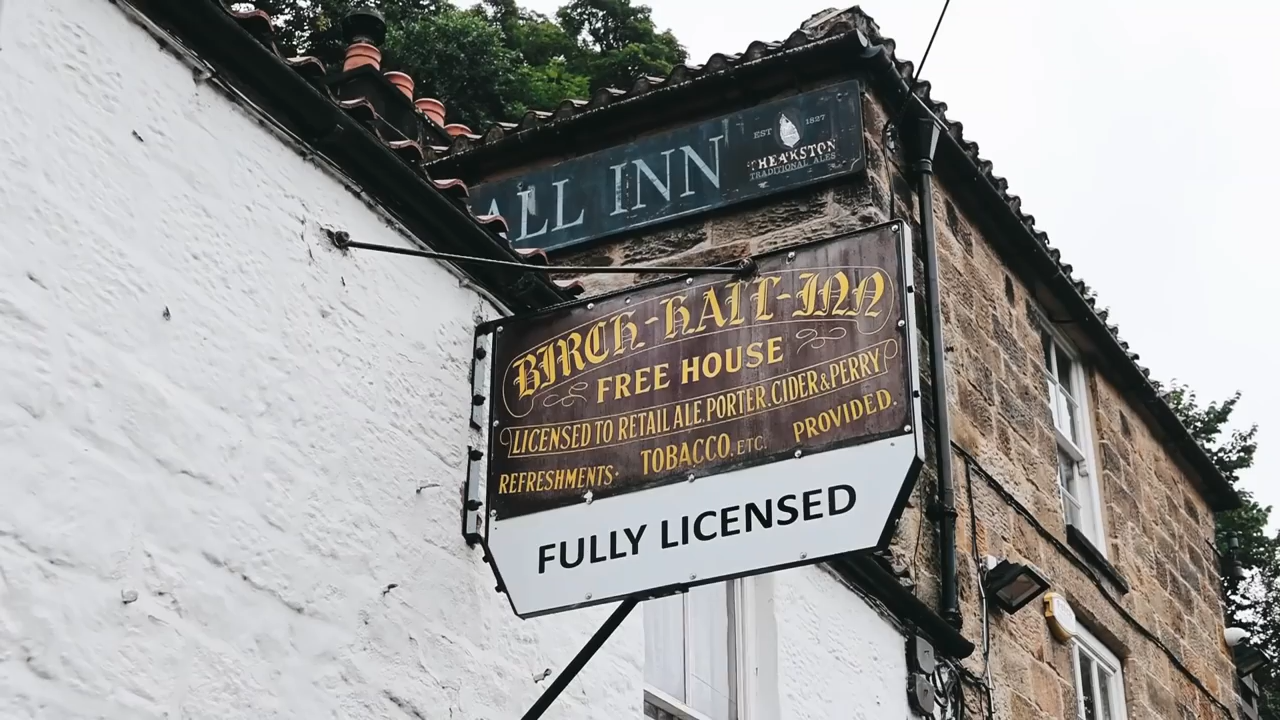 ALL INN
EST 1827
THEAKSTON
TRADITIONAL ALES
BIRCH-HALL-INN
FREE HOUSE
LICENSED TO RETAIL ALE, PORTER, CIDER & PERRY
REFRESHMENTS: TOBACCO, ETC. PROVIDED.
FULLY LICENSED